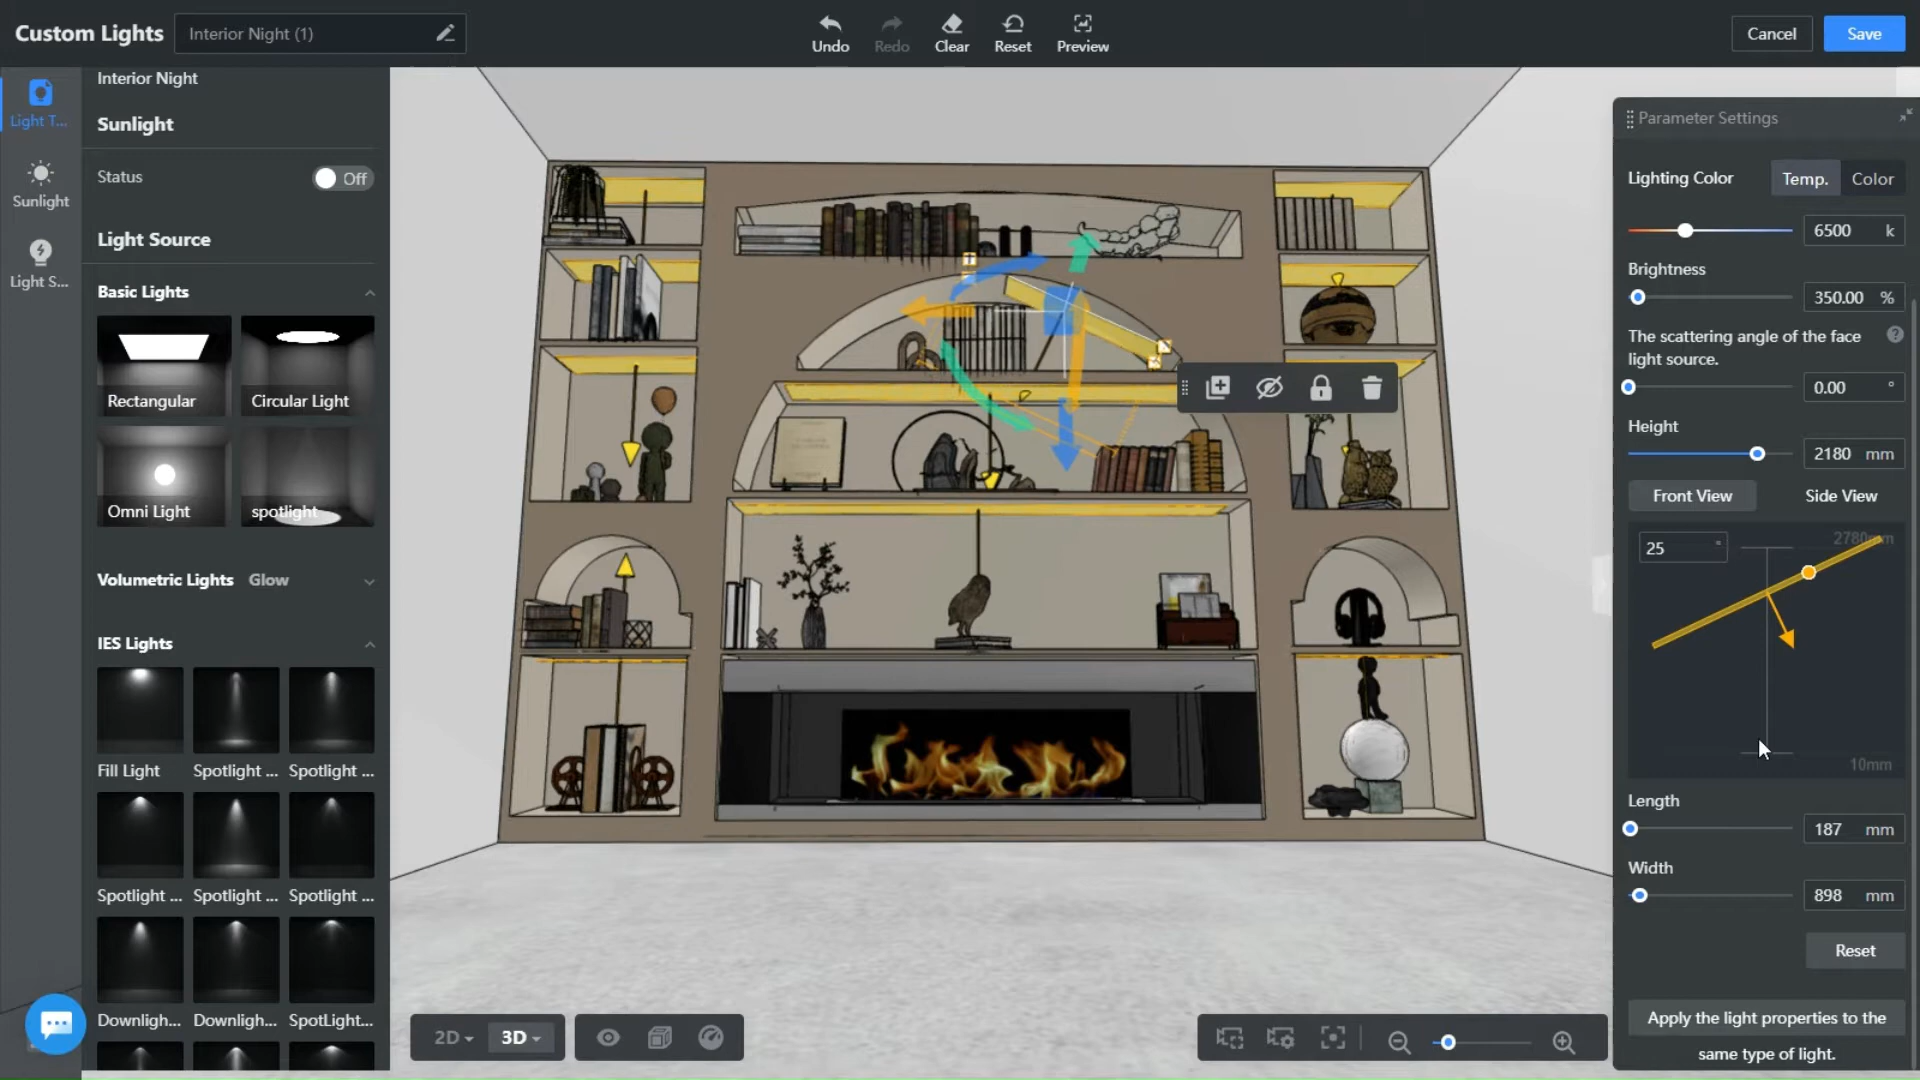 Custom Lights
Interior Night (1)
Undo
Redo
Clear
Reset
Preview
Cancel
Save
Light T...
Sunlight
Light S...
Interior Night
Sunlight
Status
Off
Light Source
Basic Lights
Rectangular
Circular Light
Omni Light
spotlight
Volumetric Lights Glow
IES Lights
Fill Light
Spotlight ...
Spotlight ...
Spotlight ...
Spotlight ...
Spotlight ...
Downligh...
Downligh...
SpotLight...
2D
3D
Parameter Settings
Lighting Color
Temp.
Color
6500 k
Brightness
350.00 %
The scattering angle of the face
light source.
0.00 °
Height
2180 mm
Front View
Side View
25 °
2780mm
10mm
Length
187 mm
Width
898 mm
Reset
Apply the light properties to the
same type of light.